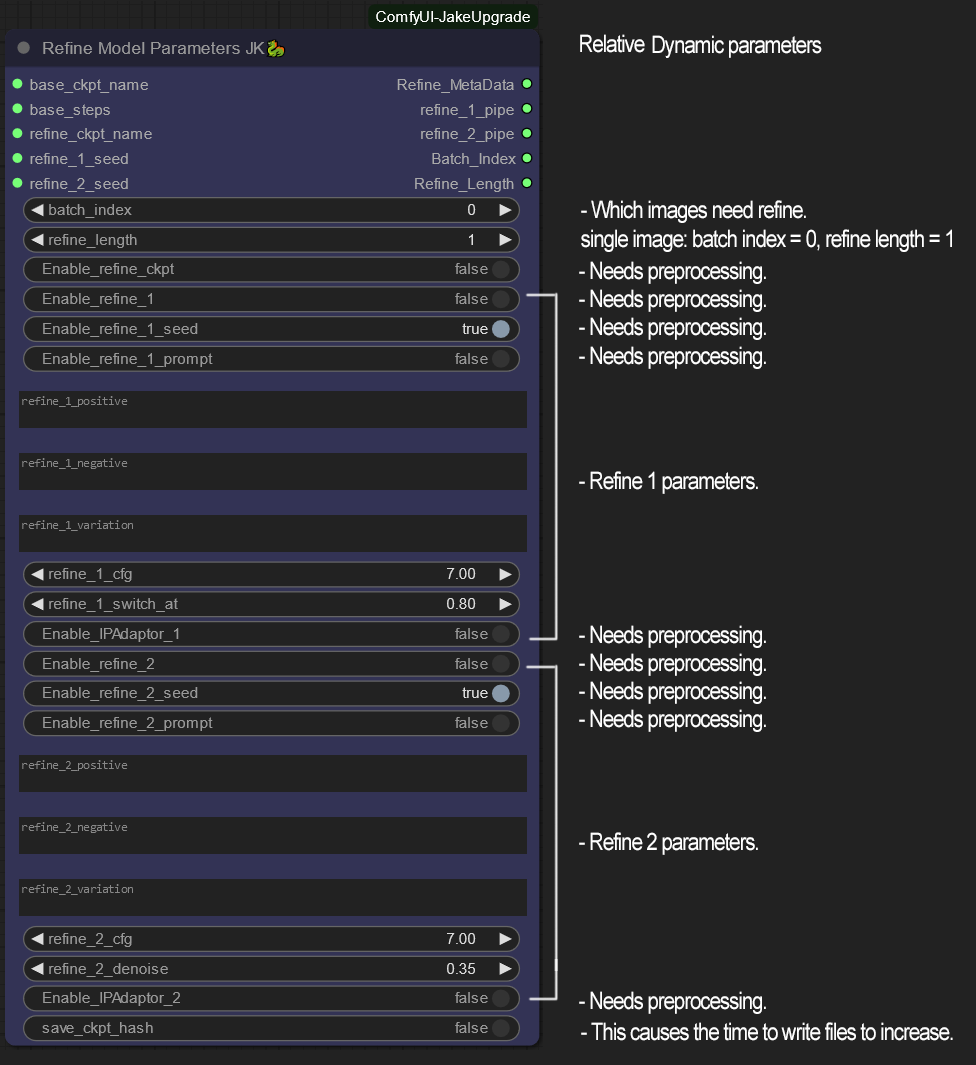 ComfyUI-JakeUpgrade
Refine Model Parameters JK🐍
Relative Dynamic parameters
base_ckpt_name Refine_MetaData
base_steps refine_1_pipe
refine_ckpt_name refine_2_pipe
refine_1_seed Batch_Index
refine_2_seed Refine_Length
batch_index 0 - Which images need refine.
refine_length 1 single image: batch index = 0, refine length = 1
Enable_refine_ckpt false - Needs preprocessing.
Enable_refine_1 false - Needs preprocessing.
Enable_refine_1_seed true - Needs preprocessing.
Enable_refine_1_prompt false - Needs preprocessing.
refine_1_positive
refine_1_negative
- Refine 1 parameters.
refine_1_variation
refine_1_cfg 7.00
refine_1_switch_at 0.80
Enable_IPAdaptor_1 false - Needs preprocessing.
Enable_refine_2 false - Needs preprocessing.
Enable_refine_2_seed true - Needs preprocessing.
Enable_refine_2_prompt false - Needs preprocessing.
refine_2_positive
refine_2_negative
- Refine 2 parameters.
refine_2_variation
refine_2_cfg 7.00
refine_2_denoise 0.35
Enable_IPAdaptor_2 false - Needs preprocessing.
save_ckpt_hash false - This causes the time to write files to increase.